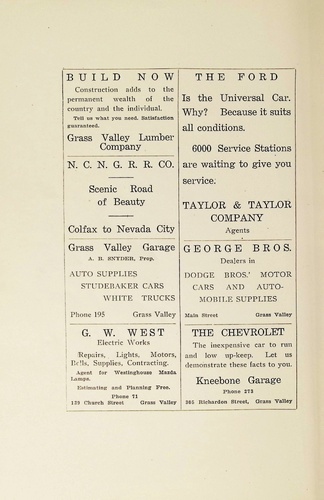 BUILD NOW
Construction adds to the
permanent wealth of the
country and the individual.
Tell us what you need. Satisfaction
guaranteed.
Grass Valley Lumber
Company
N. C. N. G. R. R. CO.
Scenic Road
of Beauty
Colfax to Nevada City
Grass Valley Garage
A. B. SNYDER, Prop.
AUTO SUPPLIES
STUDEBAKER CARS
WHITE TRUCKS
Phone 195 Grass Valley
G. W. WEST
Electric Works
Repairs, Lights, Motors,
Bells, Supplies, Contracting.
Agent for Westinghouse Mazda
Lamps.
Estimating and Planning Free.
Phone 71
139 Church Street Grass Valley
THE FORD
Is the Universal Car.
Why? Because it suits
all conditions.
6000 Service Stations
are waiting to give you
service.
TAYLOR & TAYLOR
COMPANY
Agents
GEORGE BROS.
Dealers in
DODGE BROS.' MOTOR
CARS AND AUTO-
MOBILE SUPPLIES
Main Street Grass Valley
THE CHEVROLET
The inexpensive car to run
and low up-keep. Let us
demonstrate these facts to you.
Kneebone Garage
Phone 273
301 Richardson Street, Grass Valley